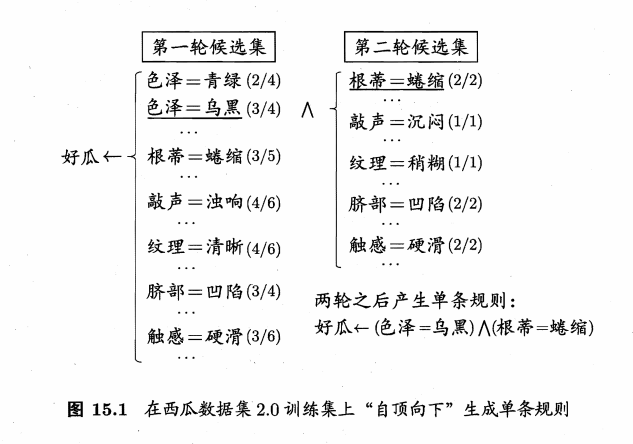 第一轮候选集
色泽＝青绿(2/4)
色泽＝乌黑(3/4)
…
好瓜←
根蒂＝蜷缩(3/5)
…
敲声＝浊响(4/6)
…
纹理＝清晰(4/6)
…
脐部＝凹陷(3/4)
…
触感＝硬滑(3/6)
…
∧
第二轮候选集
根蒂＝蜷缩(2/2)
…
敲声＝沉闷(1/1)
…
纹理＝稍糊(1/1)
…
脐部＝凹陷(2/2)
…
触感＝硬滑(2/2)
…
两轮之后产生单条规则：
好瓜←(色泽＝乌黑)∧(根蒂＝蜷缩)
图 15.1 在西瓜数据集 2.0 训练集上“自顶向下”生成单条规则